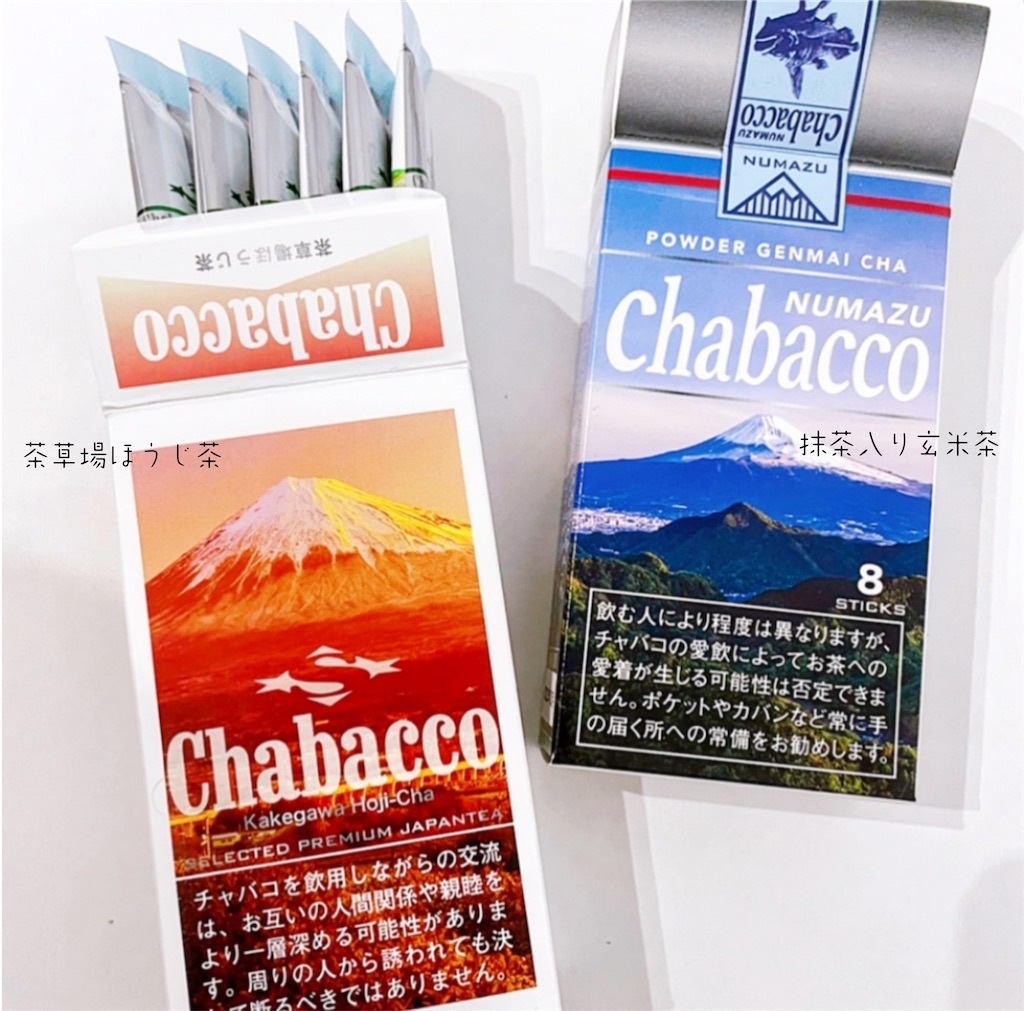 茶草場ほうじ茶
Chabacco
茶草場ほうじ茶
Chabacco
Kakegawa Hoji-Cha
SELECTED PREMIUM JAPANTEA
チャバコを飲用しながらの交流
は、お互いの人間関係や親睦を
より一層深める可能性がありま
す。周りの人から誘われても決
して断るべきではありません。
Chabacco
NUMAZU
NUMAZU
POWDER GENMAI CHA
NUMAZU
Chabacco
抹茶入り玄米茶
8
STICKS
飲む人により程度は異なりますが、
チャバコの愛飲によってお茶への
愛着が生じる可能性は否定できま
せん。ポケットやカバンなど常に手
の届く所への常備をお勧めします。